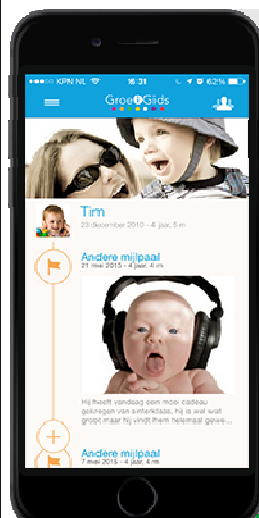 KPN NL 16:31 62%
GroeiGids
Tim
23 december 2010 - 4 jaar, 5 m
Andere mijlpaal
21 mei 2015 - 4 jaar, 4 m
Hij heeft vandaag een mooi cadeau
gekregen van sinterklaas, hij is wel wat
groot maar hij vindt hem helemaal gewe...
Andere mijlpaal
7 mei 2015 - 4 jaar, 4 m